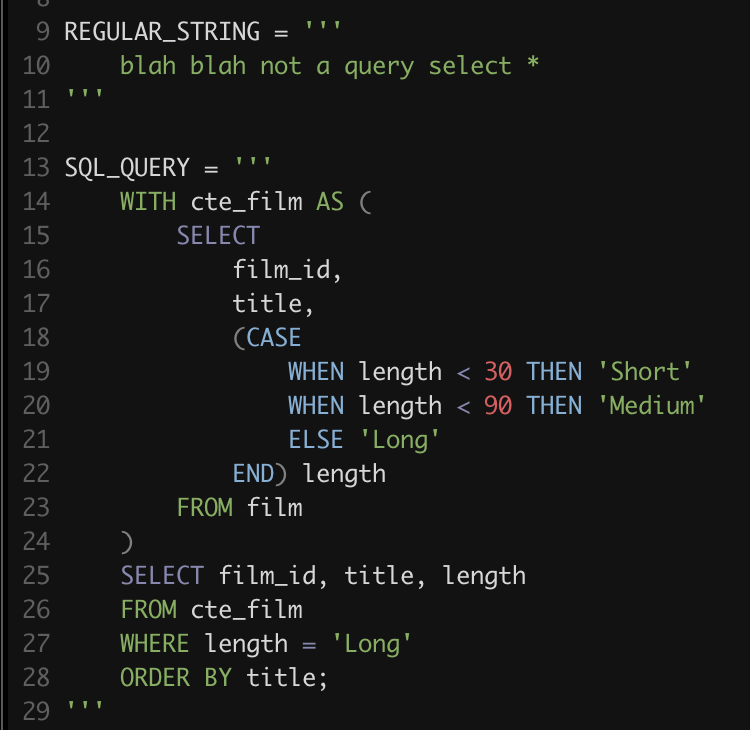 9 REGULAR_STRING = '''
10     blah blah not a query select *
11 '''
12
13 SQL_QUERY = '''
14     WITH cte_film AS (
15         SELECT
16             film_id,
17             title,
18             (CASE
19                 WHEN length < 30 THEN 'Short'
20                 WHEN length < 90 THEN 'Medium'
21                 ELSE 'Long'
22             END) length
23         FROM film
24     )
25     SELECT film_id, title, length
26     FROM cte_film
27     WHERE length = 'Long'
28     ORDER BY title;
29 '''